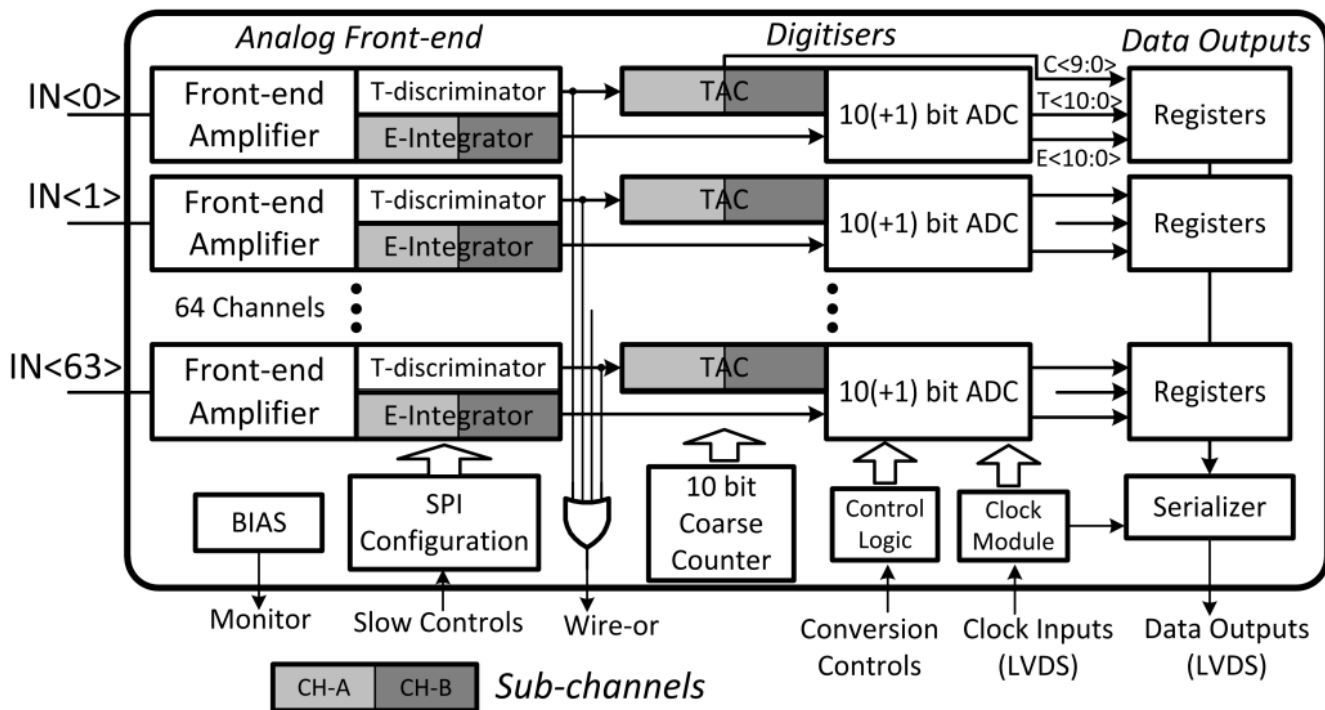 Analog Front-end
Digitisers
Data Outputs
IN<0>
Front-end
Amplifier
T-discriminator
E-Integrator
TAC
10(+1) bit ADC
C<9:0>
T<10:0>
E<10:0>
Registers
IN<1>
Front-end
Amplifier
T-discriminator
E-Integrator
TAC
10(+1) bit ADC
Registers
64 Channels
IN<63>
Front-end
Amplifier
T-discriminator
E-Integrator
TAC
10(+1) bit ADC
Registers
BIAS
SPI
Configuration
10 bit
Coarse
Counter
Control
Logic
Clock
Module
Serializer
Monitor
Slow Controls
Wire-or
Conversion
Controls
Clock Inputs
(LVDS)
Data Outputs
(LVDS)
CH-A
CH-B
Sub-channels